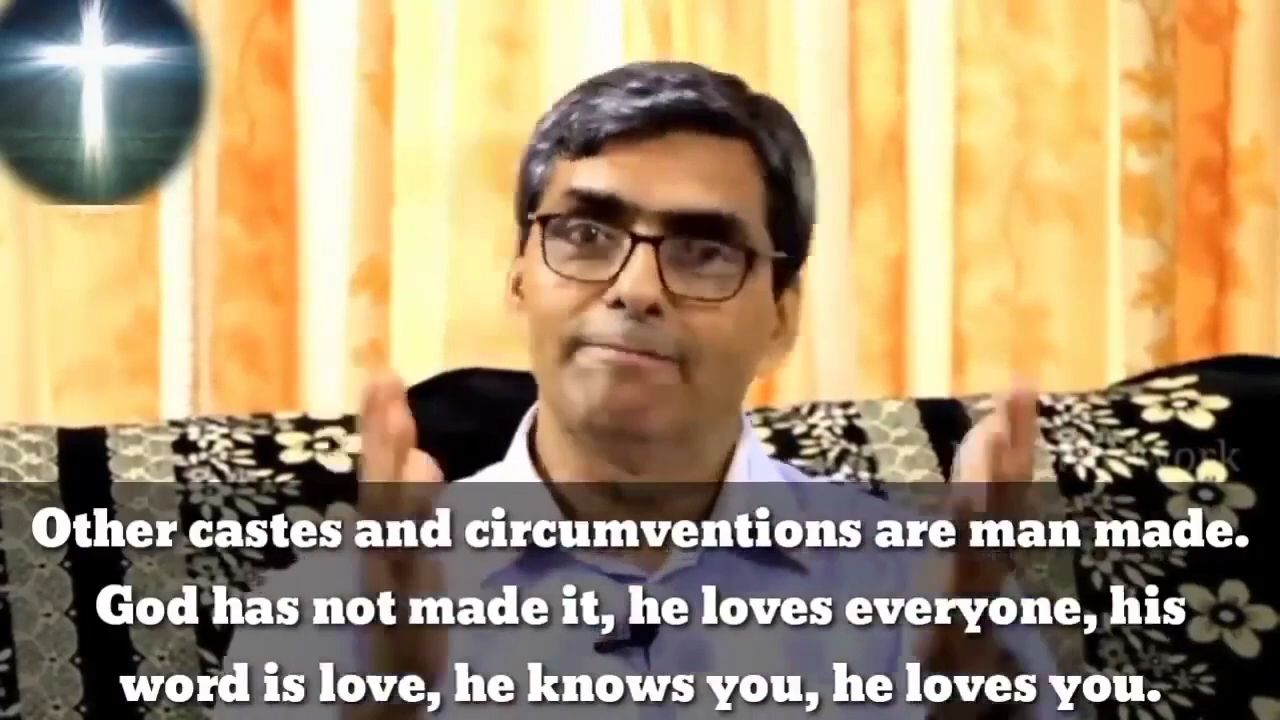 Other castes and circumventions are man made.
God has not made it, he loves everyone, his
word is love, he knows you, he loves you.